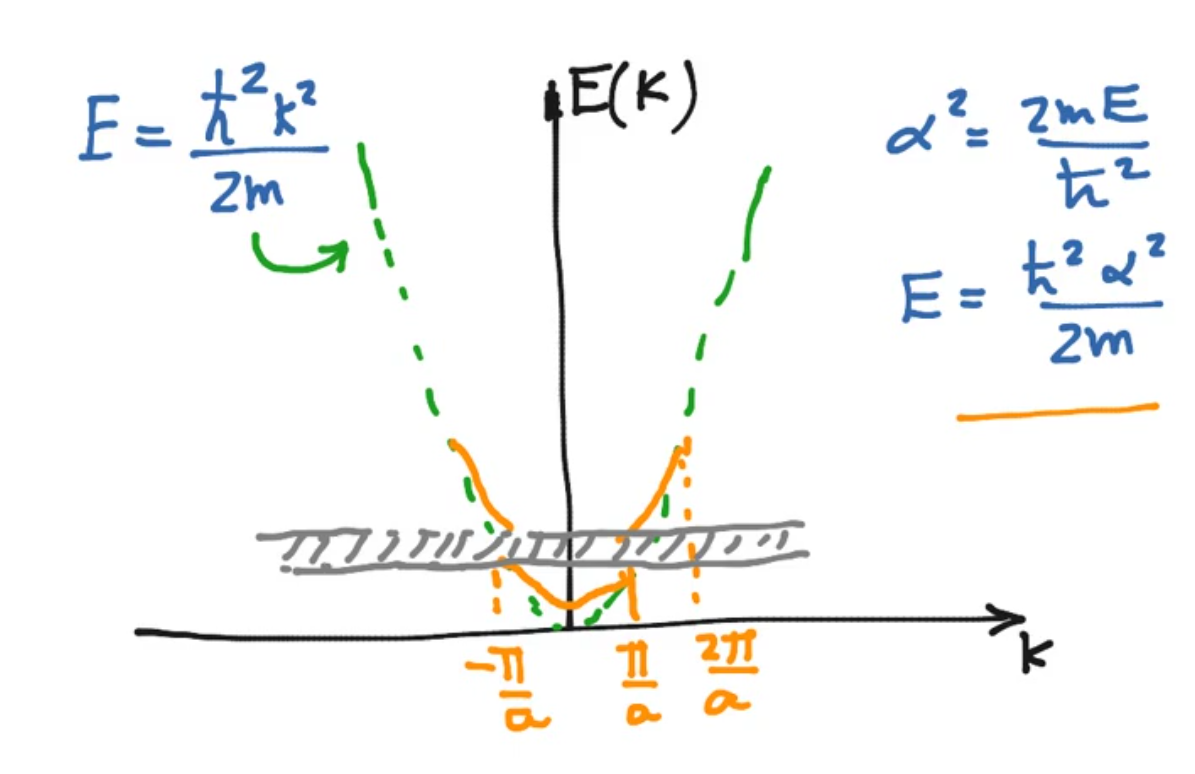 E = ħ²k²/2m
E(k)
α² = 2mE/ħ²
E = ħ²α²/2m
-π/a
π/a
2π/a
k